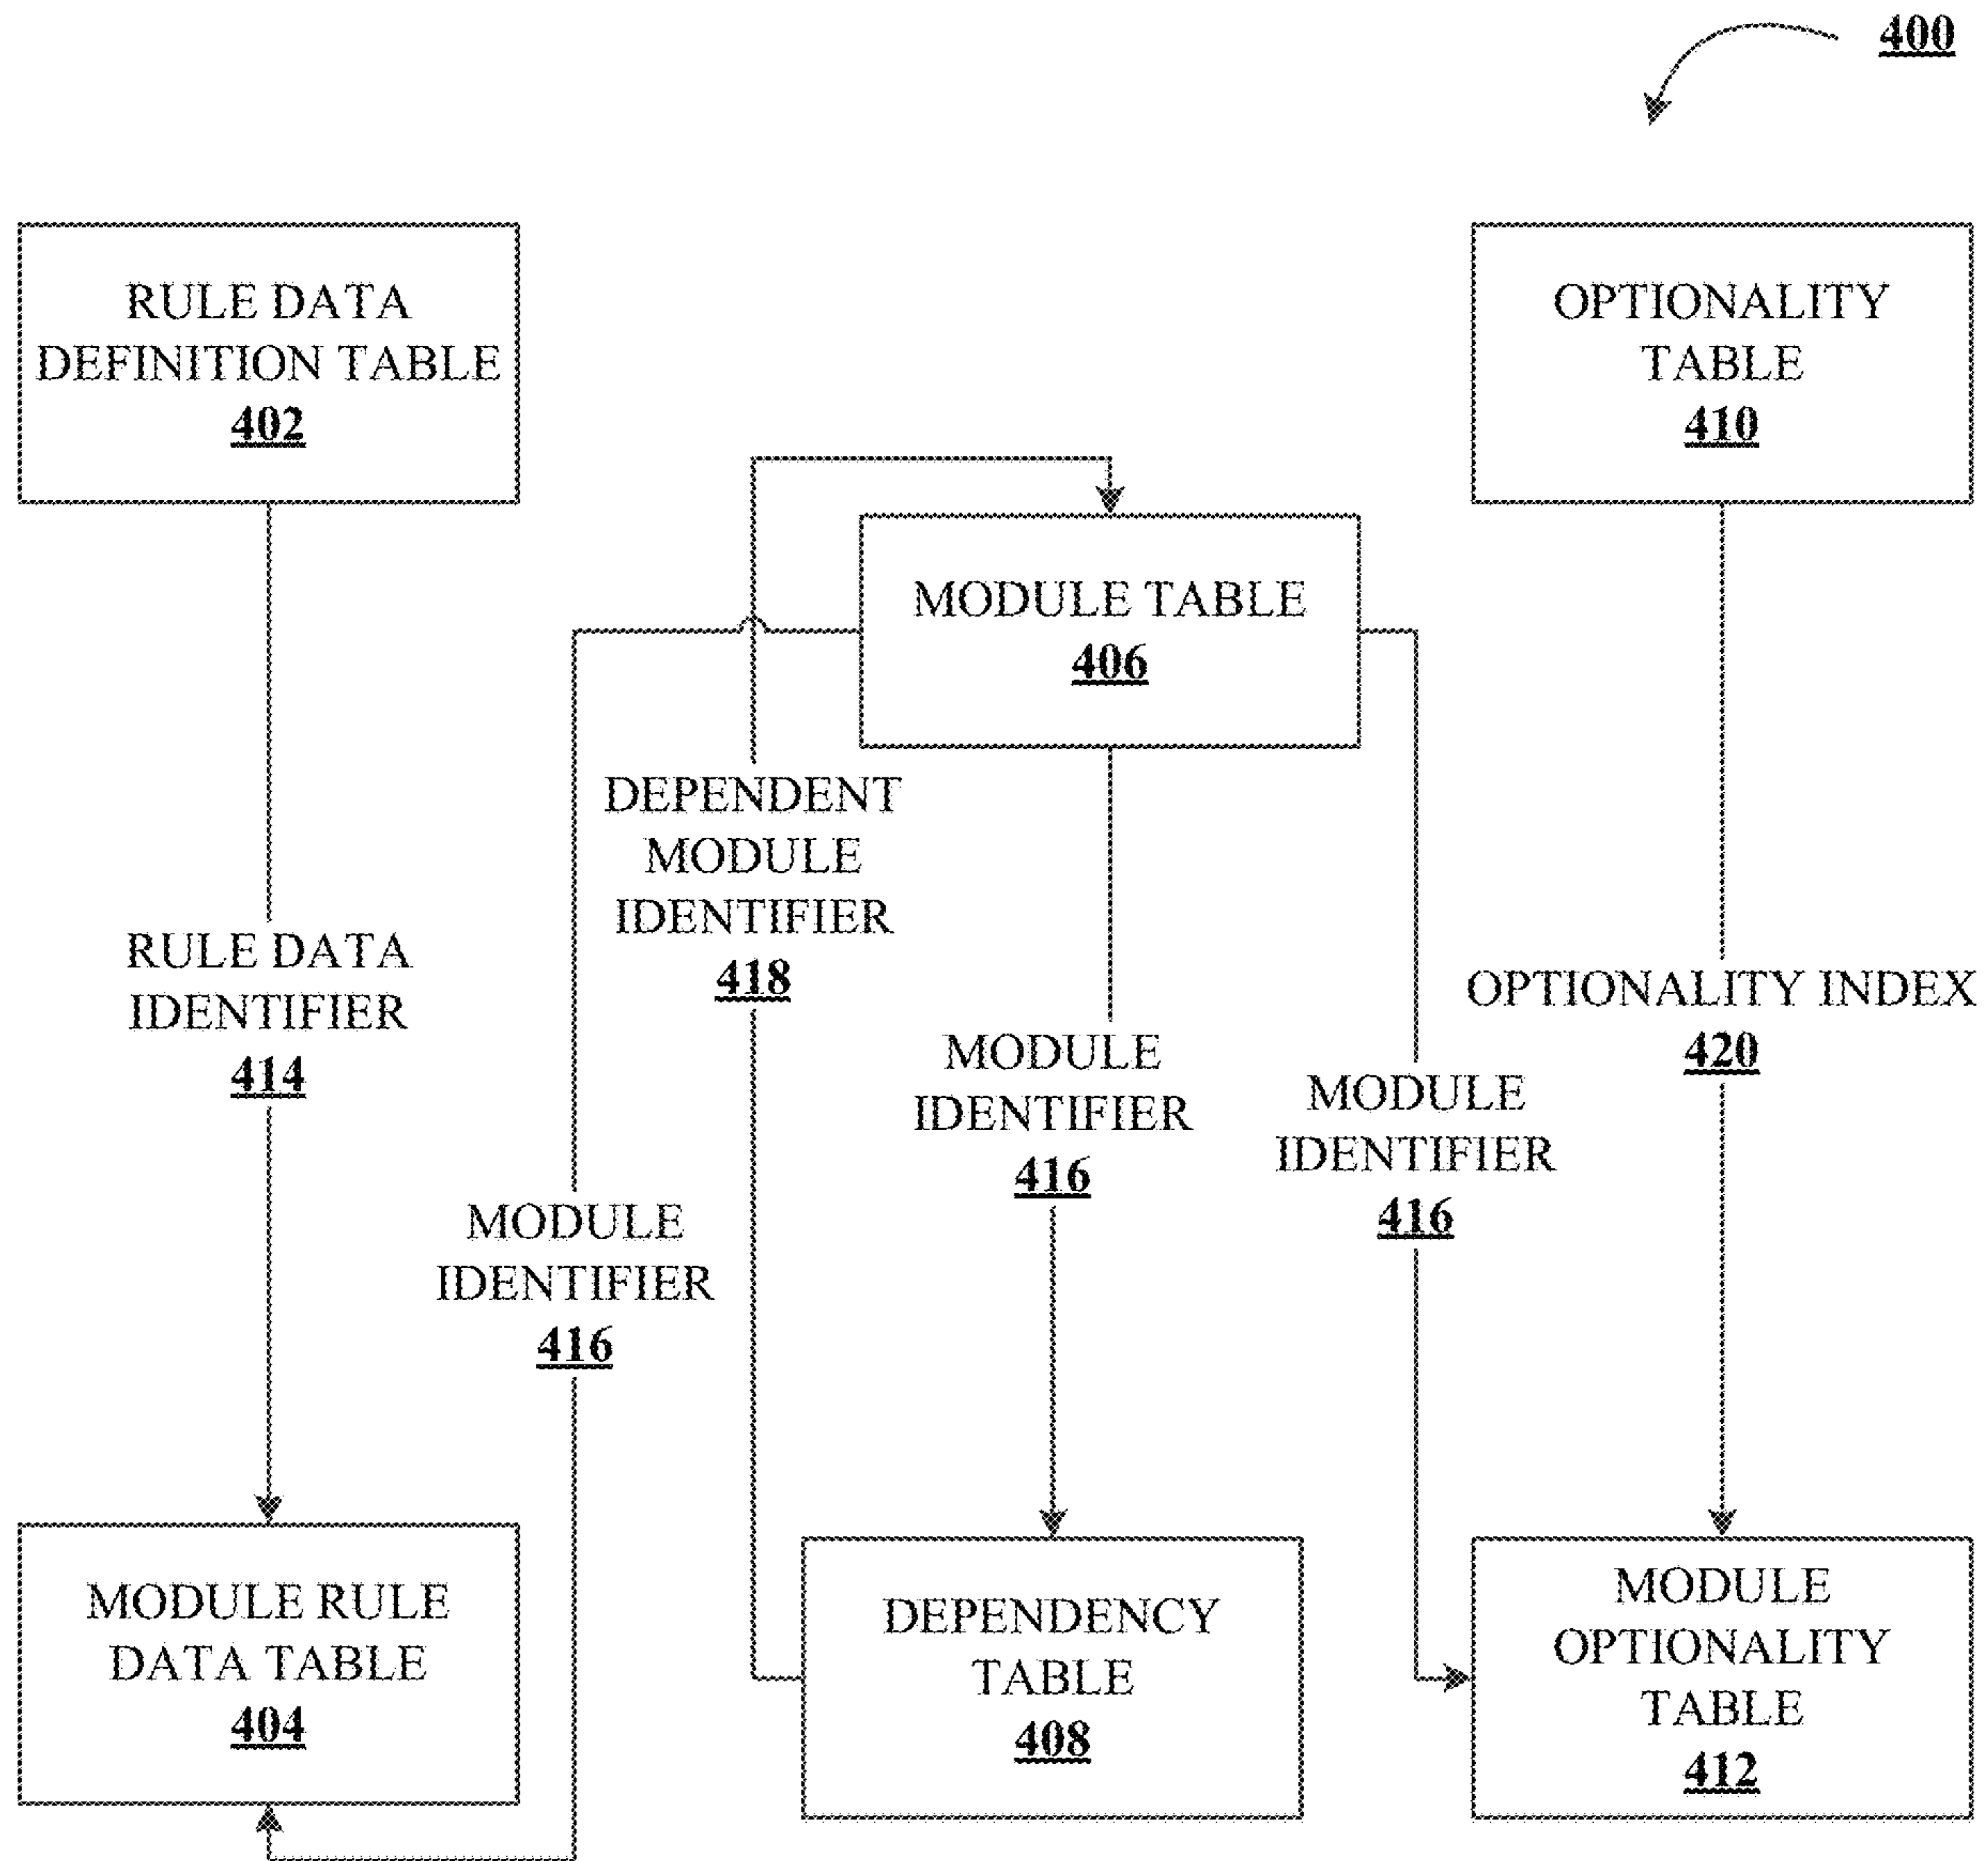 400
RULE DATA
DEFINITION TABLE
402
OPTIONALITY
TABLE
410
MODULE TABLE
406
DEPENDENT
MODULE
IDENTIFIER
418
RULE DATA
IDENTIFIER
414
OPTIONALITY INDEX
420
MODULE
IDENTIFIER
416
MODULE
IDENTIFIER
416
MODULE
IDENTIFIER
416
MODULE RULE
DATA TABLE
404
DEPENDENCY
TABLE
408
MODULE
OPTIONALITY
TABLE
412